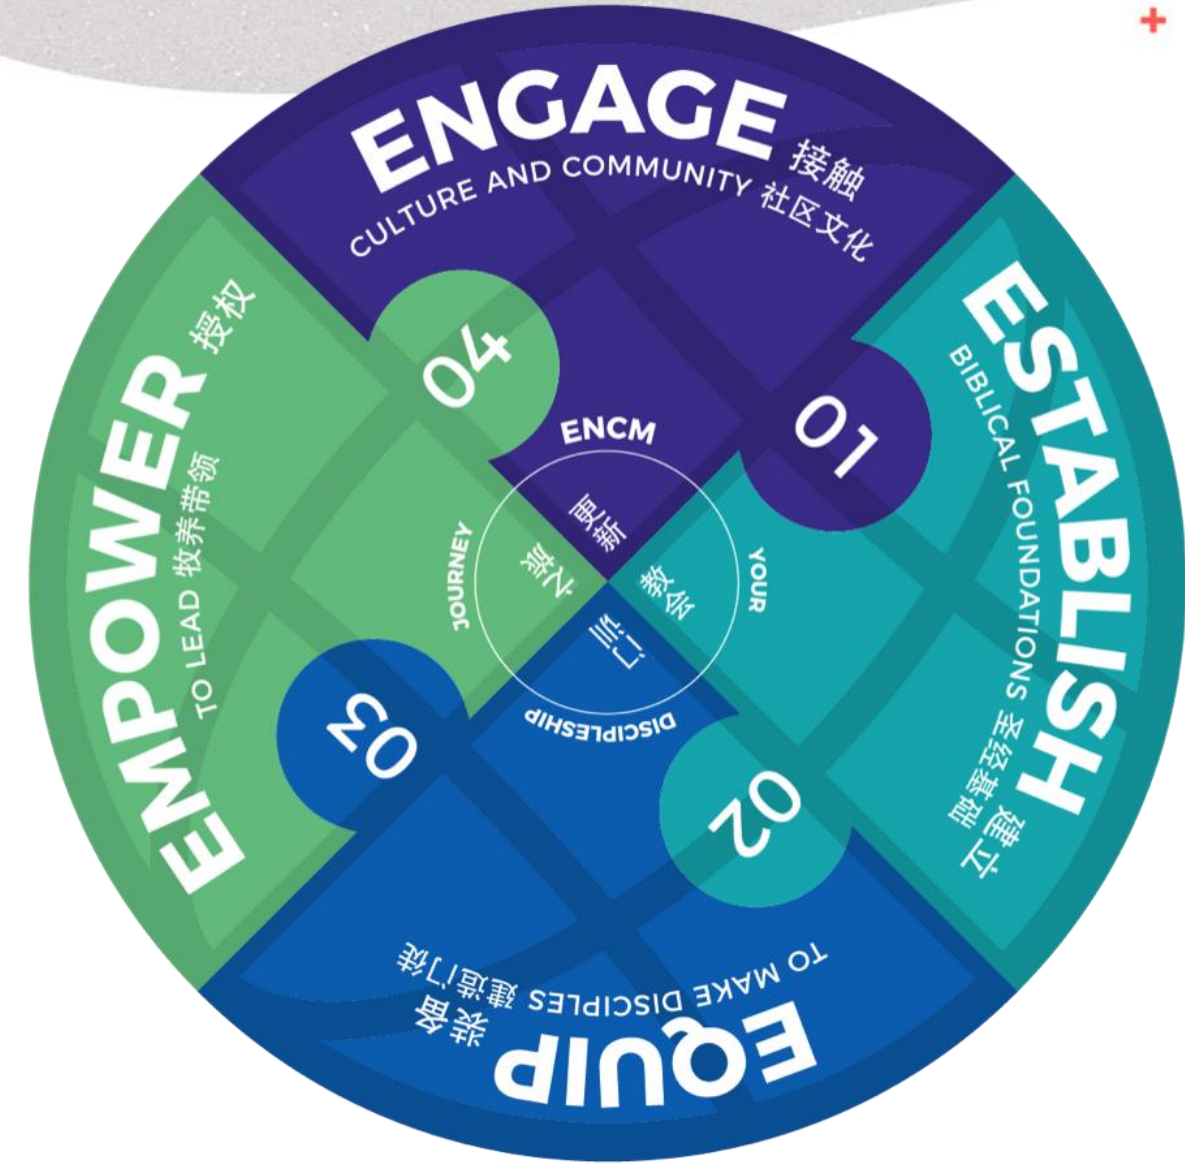 ENGAGE 接触
CULTURE AND COMMUNITY 社区文化
01
ESTABLISH 建立
BIBLICAL FOUNDATIONS 圣经基础
02
EQUIP 装备
TO MAKE DISCIPLES 建造门徒
03
EMPOWER 授权
TO LEAD 牧养带领
04
ENCM
YOUR
DISCIPLESHIP
JOURNEY
更新
教会
门训
之旅
+